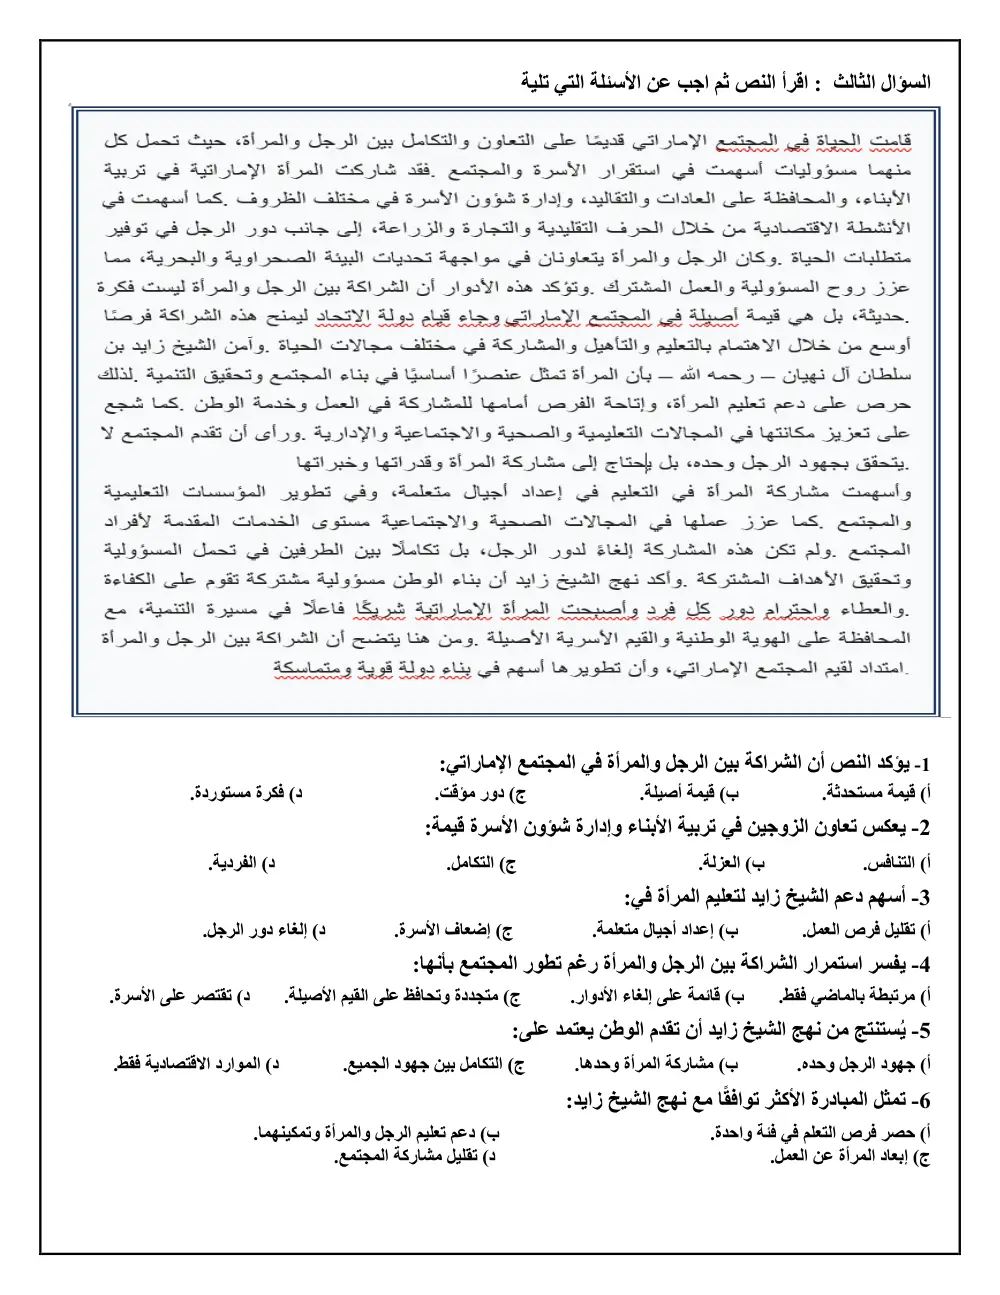 السؤال الثالث : اقرأ النص ثم اجب عن الأسئلة التي تلية
قامت الحياة في المجتمع الإماراتي قديمًا على التعاون والتكامل بين الرجل والمرأة، حيث تحمل كل
منهما مسؤوليات أسهمت في استقرار الأسرة والمجتمع .فقد شاركت المرأة الإماراتية في تربية
الأبناء، والمحافظة على العادات والتقاليد، وإدارة شؤون الأسرة في مختلف الظروف .كما أسهمت في
الأنشطة الاقتصادية من خلال الحرف التقليدية والتجارة والزراعة، إلى جانب دور الرجل في توفير
متطلبات الحياة .وكان الرجل والمرأة يتعاونان في مواجهة تحديات البيئة الصحراوية والبحرية، مما
عزز روح المسؤولية والعمل المشترك .وتؤكد هذه الأدوار أن الشراكة بين الرجل والمرأة ليست فكرة
.حديثة، بل هي قيمة أصيلة في المجتمع الإماراتي وجاء قيام دولة الاتحاد ليمنح هذه الشراكة فرصًا
أوسع من خلال الاهتمام بالتعليم والتأهيل والمشاركة في مختلف مجالات الحياة .وآمن الشيخ زايد بن
سلطان آل نهيان – رحمه الله – بأن المرأة تمثل عنصرًا أساسيًا في بناء المجتمع وتحقيق التنمية .لذلك
حرص على دعم تعليم المرأة، وإتاحة الفرص أمامها للمشاركة في العمل وخدمة الوطن .كما شجع
على تعزيز مكانتها في المجالات التعليمية والصحية والاجتماعية والإدارية .ورأى أن تقدم المجتمع لا
.يتحقق بجهود الرجل وحده، بل يحتاج إلى مشاركة المرأة وقدراتها وخبراتها
وأسهمت مشاركة المرأة في التعليم في إعداد أجيال متعلمة، وفي تطوير المؤسسات التعليمية
والمجتمع .كما عزز عملها في المجالات الصحية والاجتماعية مستوى الخدمات المقدمة لأفراد
المجتمع .ولم تكن هذه المشاركة إلغاءً لدور الرجل، بل تكاملًا بين الطرفين في تحمل المسؤولية
وتحقيق الأهداف المشتركة .وأكد نهج الشيخ زايد أن بناء الوطن مسؤولية مشتركة تقوم على الكفاءة
.والعطاء واحترام دور كل فرد وأصبحت المرأة الإماراتية شريكًا فاعلًا في مسيرة التنمية، مع
المحافظة على الهوية الوطنية والقيم الأسرية الأصيلة .ومن هنا يتضح أن الشراكة بين الرجل والمرأة
.امتداد لقيم المجتمع الإماراتي، وأن تطويرها أسهم في بناء دولة قوية ومتماسكة
1- يؤكد النص أن الشراكة بين الرجل والمرأة في المجتمع الإماراتي:
أ) قيمة مستحدثة. ب) قيمة أصيلة. ج) دور مؤقت. د) فكرة مستوردة.
2- يعكس تعاون الزوجين في تربية الأبناء وإدارة شؤون الأسرة قيمة:
أ) التنافس. ب) العزلة. ج) التكامل. د) الفردية.
3- أسهم دعم الشيخ زايد لتعليم المرأة في:
أ) تقليل فرص العمل. ب) إعداد أجيال متعلمة. ج) إضعاف الأسرة. د) إلغاء دور الرجل.
4- يفسر استمرار الشراكة بين الرجل والمرأة رغم تطور المجتمع بأنها:
أ) مرتبطة بالماضي فقط. ب) قائمة على إلغاء الأدوار. ج) متجددة وتحافظ على القيم الأصيلة. د) تقتصر على الأسرة.
5- يُستنتج من نهج الشيخ زايد أن تقدم الوطن يعتمد على:
أ) جهود الرجل وحده. ب) مشاركة المرأة وحدها. ج) التكامل بين جهود الجميع. د) الموارد الاقتصادية فقط.
6- تمثل المبادرة الأكثر توافقًا مع نهج الشيخ زايد:
أ) حصر فرص التعلم في فئة واحدة. ب) دعم تعليم الرجل والمرأة وتمكينهما.
ج) إبعاد المرأة عن العمل. د) تقليل مشاركة المجتمع.